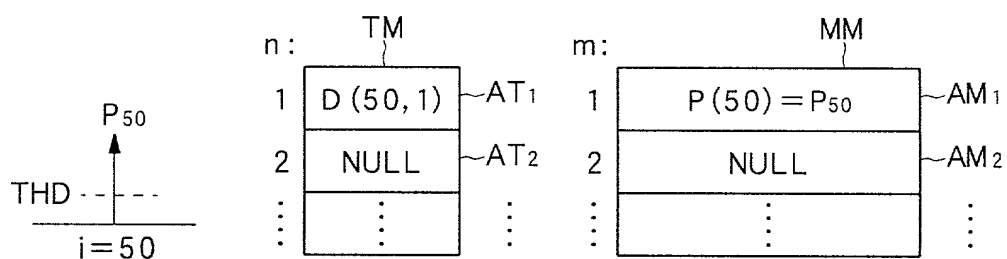 n: TM m: MM
1 D(50,1) AT1 1 P(50)=P50 AM1
P50
2 NULL AT2 2 NULL AM2
THD
⋮ ⋮ ⋮ ⋮ ⋮ ⋮
i=50